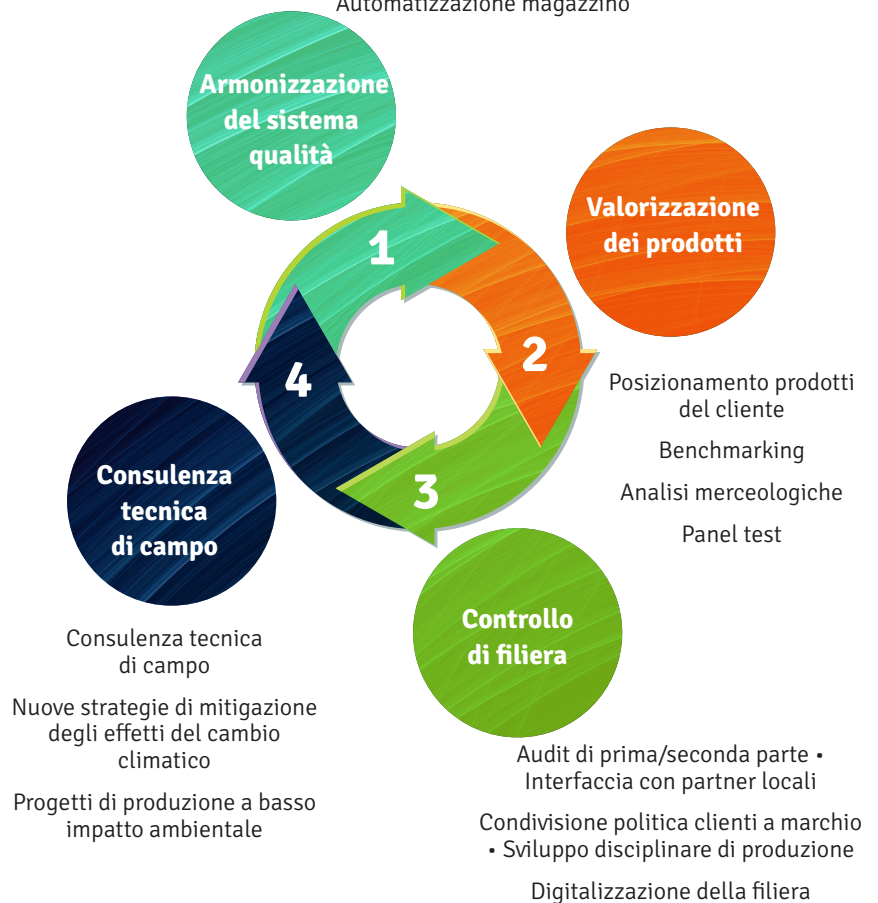 Automatizzazione magazzino
Armonizzazione
del sistema
qualità
1
Valorizzazione
dei prodotti
2
Posizionamento prodotti
del cliente
Benchmarking
Analisi merceologiche
Panel test
3
Controllo
di filiera
Audit di prima/seconda parte •
Interfaccia con partner locali
Condivisione politica clienti a marchio
• Sviluppo disciplinare di produzione
Digitalizzazione della filiera
4
Consulenza
tecnica
di campo
Consulenza tecnica
di campo
Nuove strategie di mitigazione
degli effetti del cambio
climatico
Progetti di produzione a basso
impatto ambientale